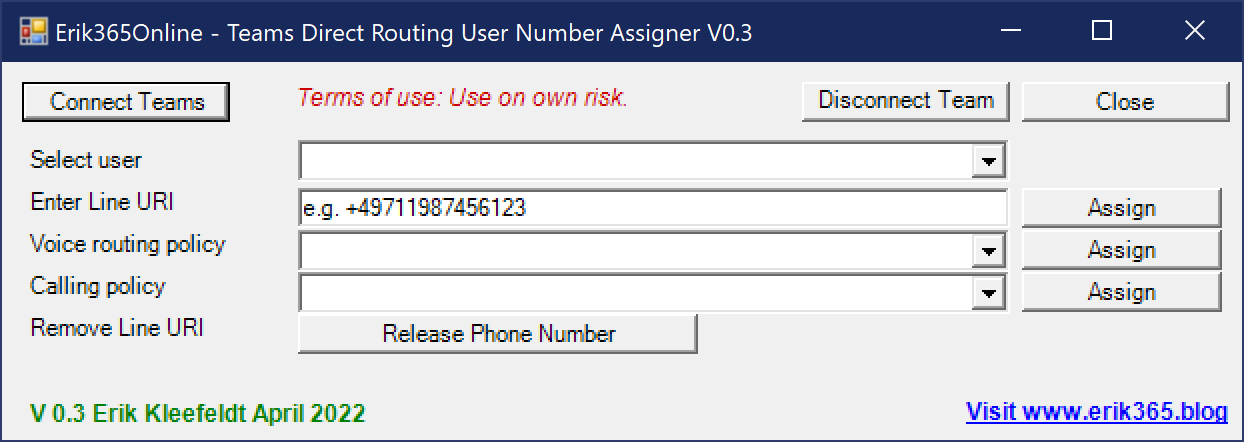 Erik365Online - Teams Direct Routing User Number Assigner V0.3
Connect Teams
Terms of use: Use on own risk.
Disconnect Team
Close
Select user
Enter Line URI
e.g. +49711987456123
Assign
Voice routing policy
Assign
Calling policy
Assign
Remove Line URI
Release Phone Number
V 0.3 Erik Kleefeldt April 2022
Visit www.erik365.blog